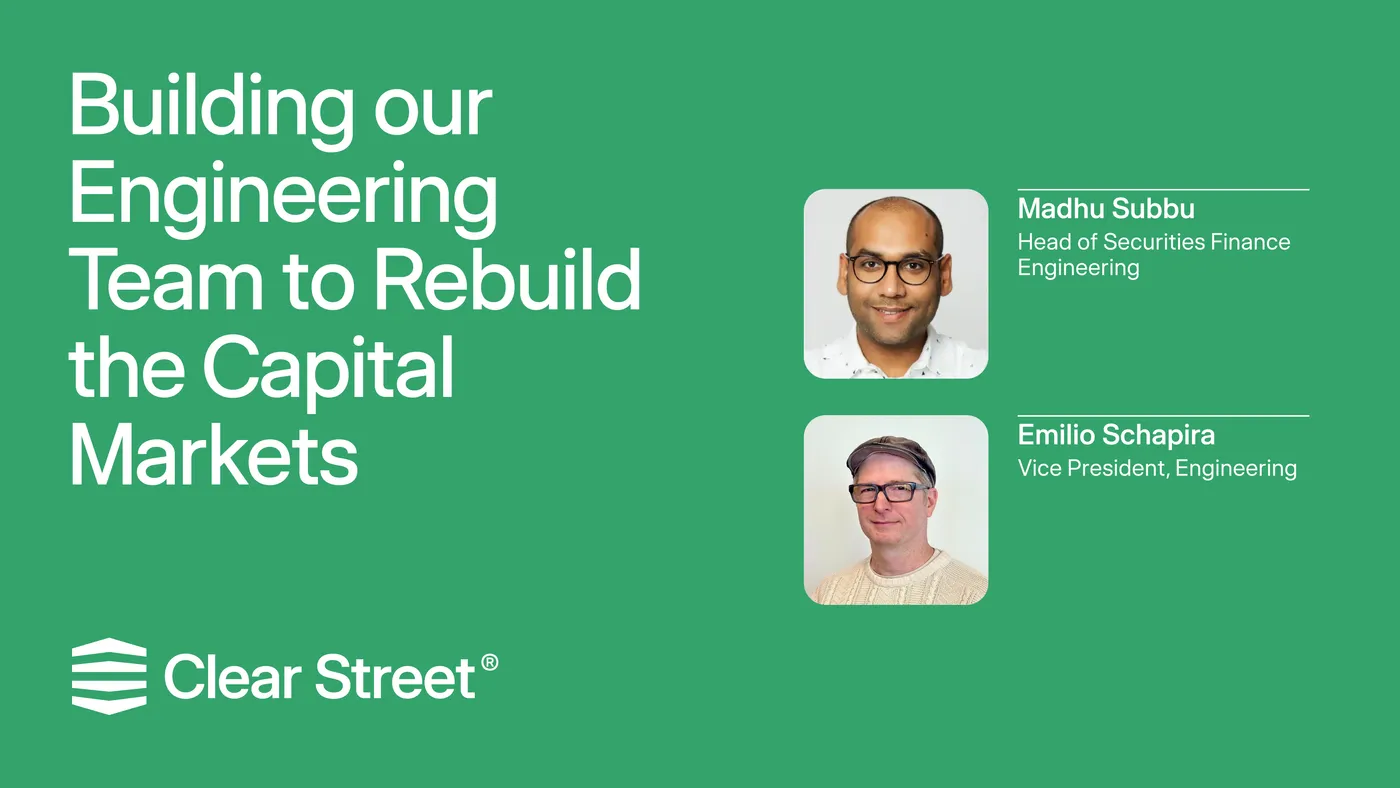 Building our
Engineering
Team to Rebuild
the Capital
Markets
Madhu Subbu
Head of Securities Finance
Engineering
Emilio Schapira
Vice President, Engineering
Clear Street®